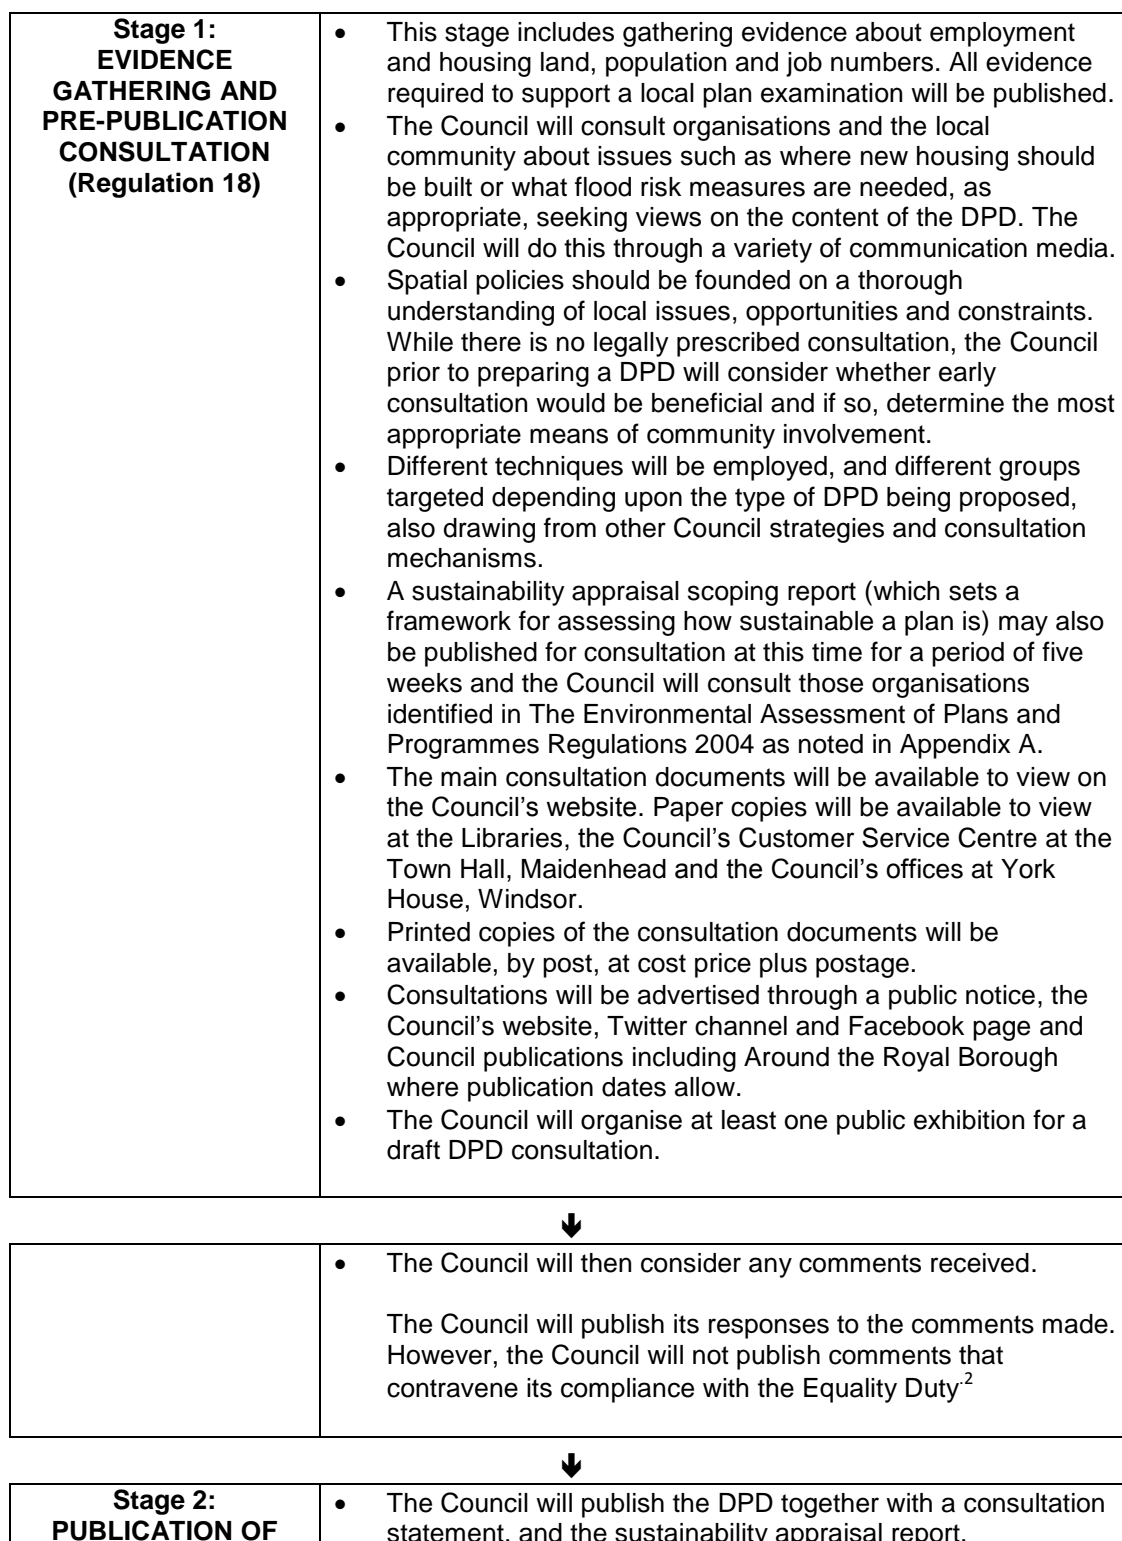 Stage 1:
EVIDENCE
GATHERING AND
PRE-PUBLICATION
CONSULTATION
(Regulation 18)
• This stage includes gathering evidence about employment
and housing land, population and job numbers. All evidence
required to support a local plan examination will be published.
• The Council will consult organisations and the local
community about issues such as where new housing should
be built or what flood risk measures are needed, as
appropriate, seeking views on the content of the DPD. The
Council will do this through a variety of communication media.
• Spatial policies should be founded on a thorough
understanding of local issues, opportunities and constraints.
While there is no legally prescribed consultation, the Council
prior to preparing a DPD will consider whether early
consultation would be beneficial and if so, determine the most
appropriate means of community involvement.
• Different techniques will be employed, and different groups
targeted depending upon the type of DPD being proposed,
also drawing from other Council strategies and consultation
mechanisms.
• A sustainability appraisal scoping report (which sets a
framework for assessing how sustainable a plan is) may also
be published for consultation at this time for a period of five
weeks and the Council will consult those organisations
identified in The Environmental Assessment of Plans and
Programmes Regulations 2004 as noted in Appendix A.
• The main consultation documents will be available to view on
the Council’s website. Paper copies will be available to view
at the Libraries, the Council’s Customer Service Centre at the
Town Hall, Maidenhead and the Council’s offices at York
House, Windsor.
• Printed copies of the consultation documents will be
available, by post, at cost price plus postage.
• Consultations will be advertised through a public notice, the
Council’s website, Twitter channel and Facebook page and
Council publications including Around the Royal Borough
where publication dates allow.
• The Council will organise at least one public exhibition for a
draft DPD consultation.
• The Council will then consider any comments received.
The Council will publish its responses to the comments made.
However, the Council will not publish comments that
contravene its compliance with the Equality Duty.2
Stage 2:
PUBLICATION OF
• The Council will publish the DPD together with a consultation
statement, and the sustainability appraisal report.